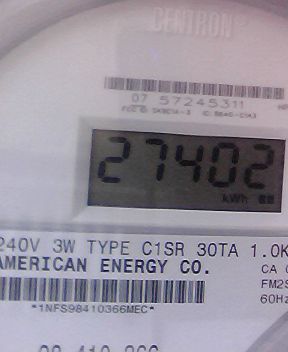 CENTRON
07 57245311
27402
kWh
240V 3W TYPE C1SR 30TA 1.0K
AMERICAN ENERGY CO.
CA
FM2S
60Hz
*1NFS98410366MEC*